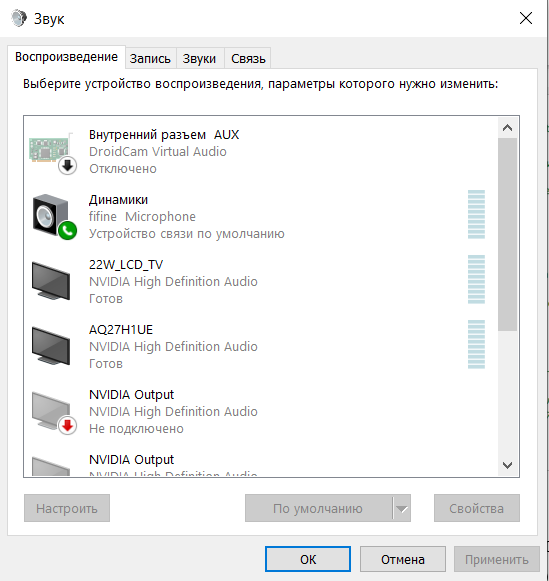 Звук
Воспроизведение Запись Звуки Связь
Выберите устройство воспроизведения, параметры которого нужно изменить:
Внутренний разъем AUX
DroidCam Virtual Audio
Отключено
Динамики
fifine Microphone
Устройство связи по умолчанию
22W_LCD_TV
NVIDIA High Definition Audio
Готов
AQ27H1UE
NVIDIA High Definition Audio
Готов
NVIDIA Output
NVIDIA High Definition Audio
Не подключено
NVIDIA Output
NVIDIA High Definition Audio
Настроить По умолчанию Свойства
ОК Отмена Применить